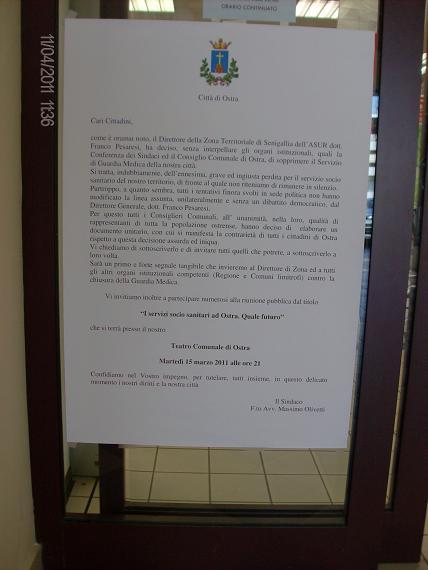 ORARIO CONTINUATO
11/04/2011 11:36
Città di Ostra
Cari Cittadini,
come è oramai noto, il Direttore della Zona Territoriale di Senigallia dell'ASUR dott.
Franco Pesaresi, ha deciso, senza interpellare gli organi istituzionali, quali la
Conferenza dei Sindaci ed il Consiglio Comunale di Ostra, di sopprimere il Servizio
di Guardia Medica della nostra città.
Si tratta, indubbiamente, dell'ennesima, grave ed ingiusta perdita per il servizio socio
sanitario del nostro territorio, di fronte al quale non riteniamo di rimanere in silenzio.
Purtroppo, a quanto sembra, tutti i tentativi finora svolti in sede politica non hanno
modificato la linea assunta, unilateralmente e senza un dibattito democratico, dal
Direttore Generale, dott. Franco Pesaresi.
Per questo tutti i Consiglieri Comunali, all' unanimità, nella loro, qualità di
rappresentanti di tutta la popolazione ostrense, hanno deciso di elaborare un
documento unitario, con cui si manifesta la contrarietà di tutti i cittadini di Ostra
rispetto a questa decisione assurda ed iniqua.
Vi chiediamo di sottoscriverlo e di invitare tutti quelli che potrete, a sottoscriverlo a
loro volta.
Sarà un primo e forte segnale tangibile che invieremo al Direttore di Zona ed a tutti
gli altri organi istituzionali competenti (Regione e Comuni limitrofi) contro la
chiusura della Guardia Medica.
Vi invitiamo inoltre a partecipare numerosi alla riunione pubblica dal titolo
"I servizi socio sanitari ad Ostra. Quale futuro"
che si terrà presso il nostro
Teatro Comunale di Ostra
Martedì 15 marzo 2011 alle ore 21
Confidiamo nel Vostro impegno, per tutelare, tutti insieme, in questo delicato
momento i nostri diritti e la nostra città
Il Sindaco
F.to Avv. Massimo Olivetti